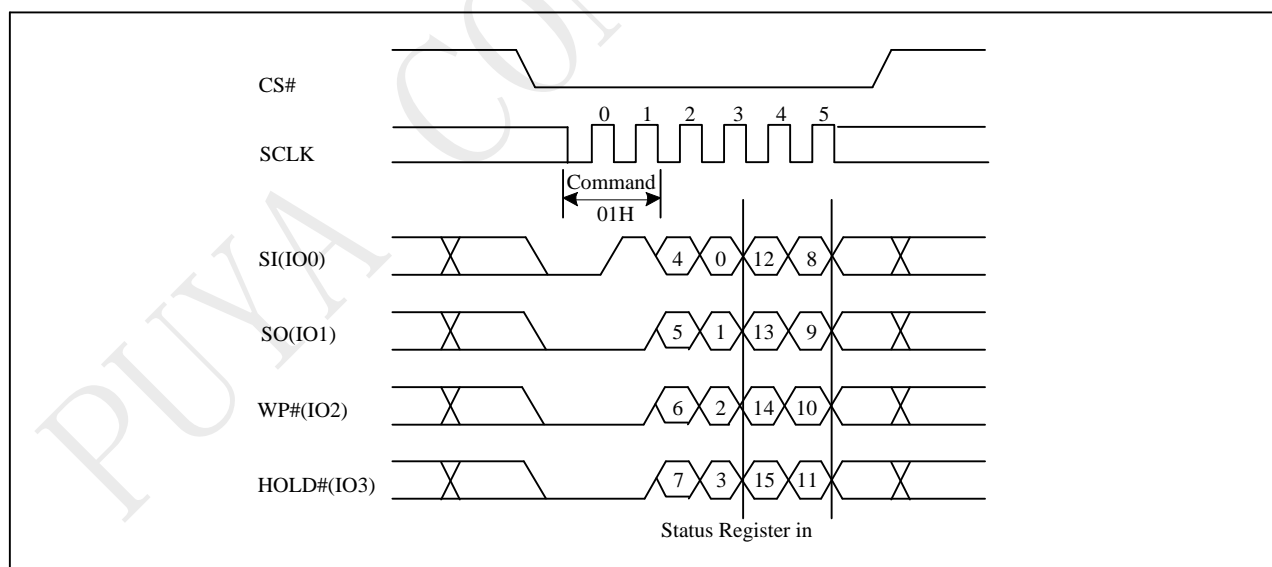 PUYA CON
CS#
0 1 2 3 4 5
SCLK
Command
01H
SI(IO0) 4 0 12 8
SO(IO1) 5 1 13 9
WP#(IO2) 6 2 14 10
HOLD#(IO3) 7 3 15 11
Status Register in